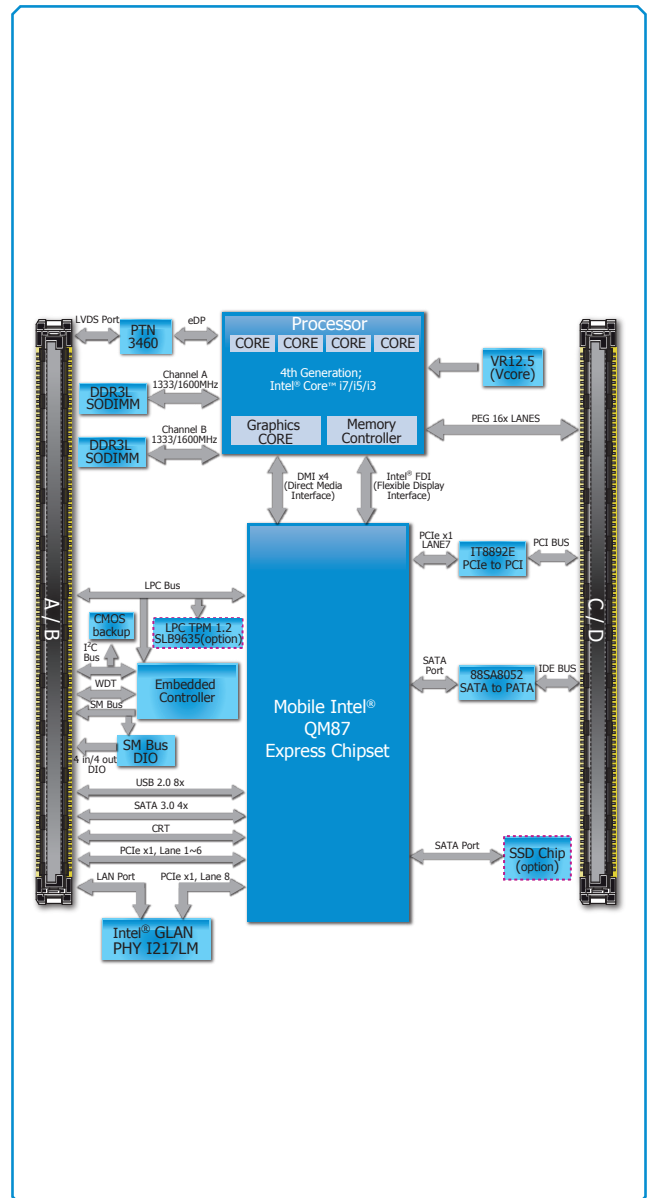 LVDS Port
PTN
3460
eDP
Processor
CORE CORE CORE CORE
4th Generation;
Intel® Core™ i7/i5/i3
Graphics
CORE
Memory
Controller
VR12.5
(Vcore)
DDR3L
SODIMM
Channel A
1333/1600MHz
DDR3L
SODIMM
Channel B
1333/1600MHz
PEG 16x LANES
DMI x4
(Direct Media
Interface)
Intel® FDI
(Flexible Display
Interface)
A / B
C / D
Mobile Intel®
QM87
Express Chipset
PCIe x1
LANE7
IT8892E
PCIe to PCI
PCI BUS
LPC Bus
CMOS
backup
LPC TPM 1.2
SLB9635(option)
I²C
Bus
WDT
SM Bus
Embedded
Controller
SM Bus
DIO
4 in/4 out
DIO
SATA
Port
88SA8052
SATA to PATA
IDE BUS
USB 2.0 8x
SATA 3.0 4x
CRT
PCIe x1, Lane 1~6
LAN Port
PCIe x1, Lane 8
Intel® GLAN
PHY I217LM
SATA Port
SSD Chip
(option)